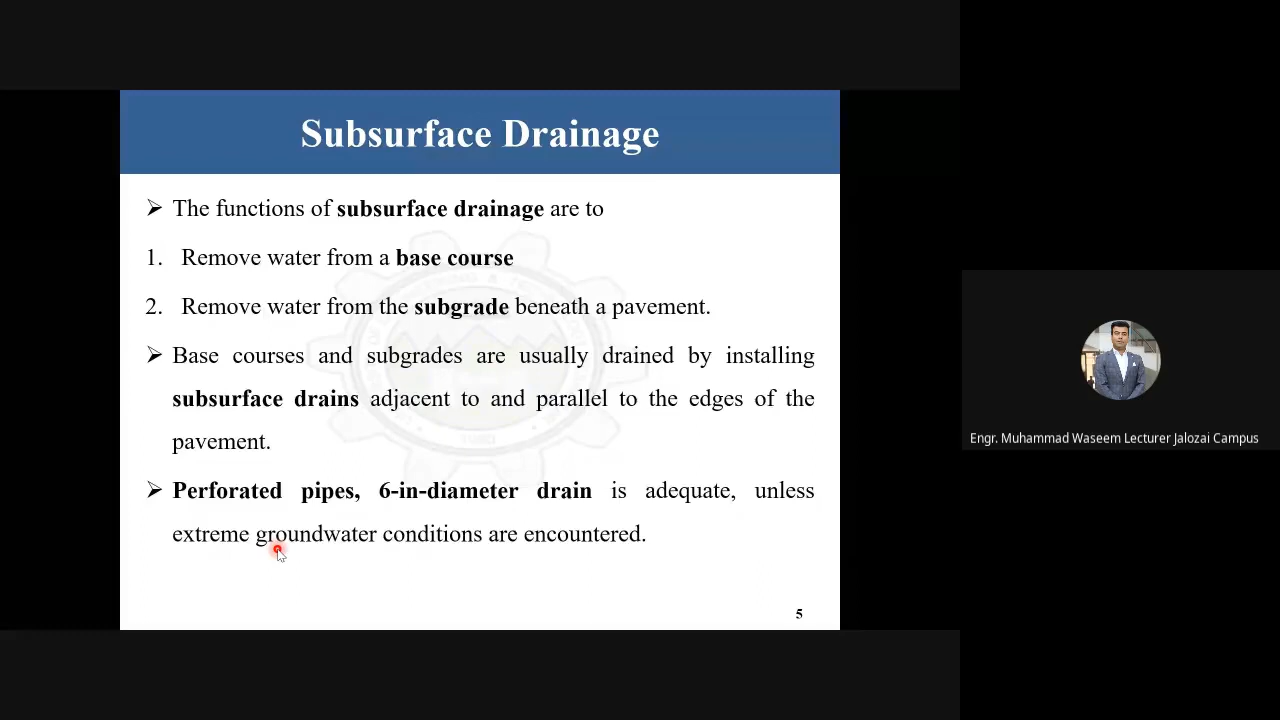 Subsurface Drainage
➢ The functions of subsurface drainage are to
1. Remove water from a base course
2. Remove water from the subgrade beneath a pavement.
➢ Base courses and subgrades are usually drained by installing
subsurface drains adjacent to and parallel to the edges of the
pavement.
➢ Perforated pipes, 6-in-diameter drain is adequate, unless
extreme groundwater conditions are encountered.
5
Engr. Muhammad Waseem Lecturer Jalozai Campus